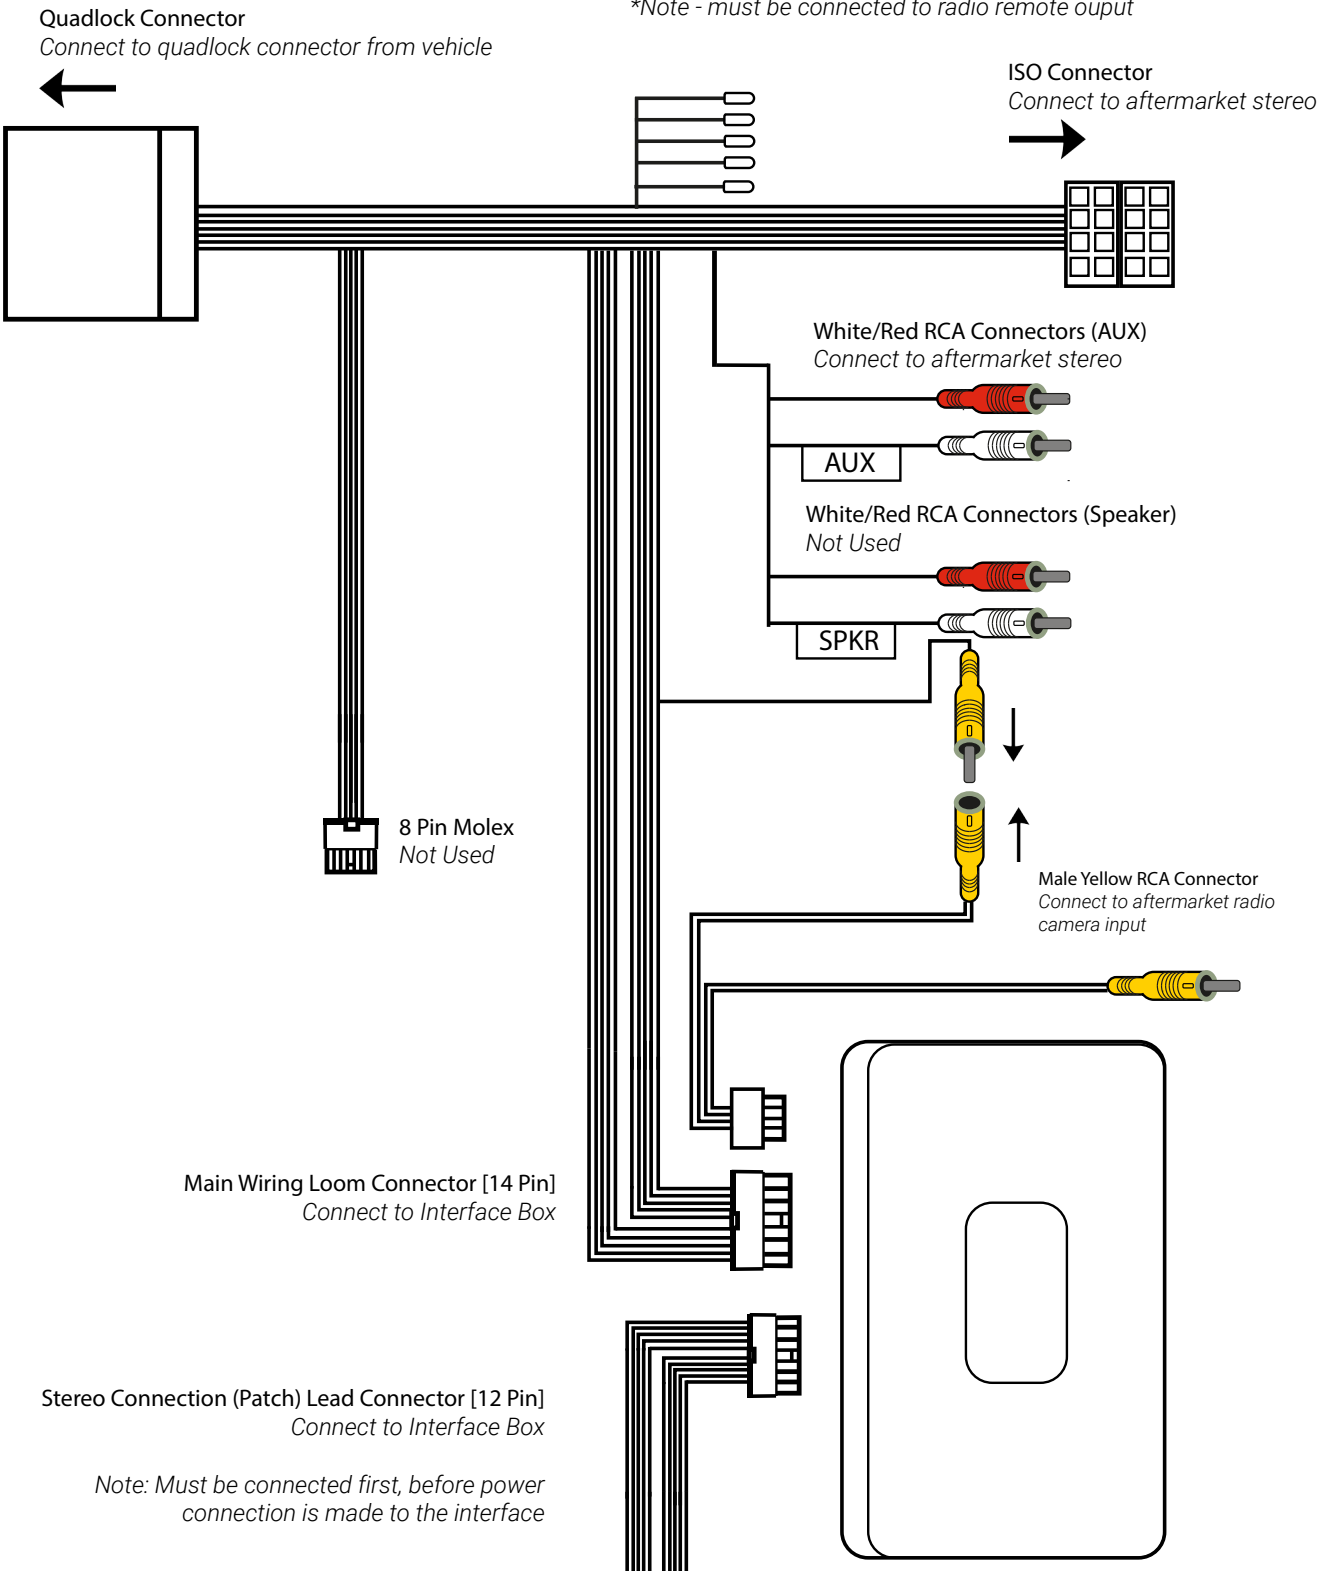 *Note - must be connected to radio remote ouput
Quadlock Connector
Connect to quadlock connector from vehicle
ISO Connector
Connect to aftermarket stereo
White/Red RCA Connectors (AUX)
Connect to aftermarket stereo
AUX
White/Red RCA Connectors (Speaker)
Not Used
SPKR
8 Pin Molex
Not Used
Male Yellow RCA Connector
Connect to aftermarket radio
camera input
Main Wiring Loom Connector [14 Pin]
Connect to Interface Box
Stereo Connection (Patch) Lead Connector [12 Pin]
Connect to Interface Box
Note: Must be connected first, before power
connection is made to the interface